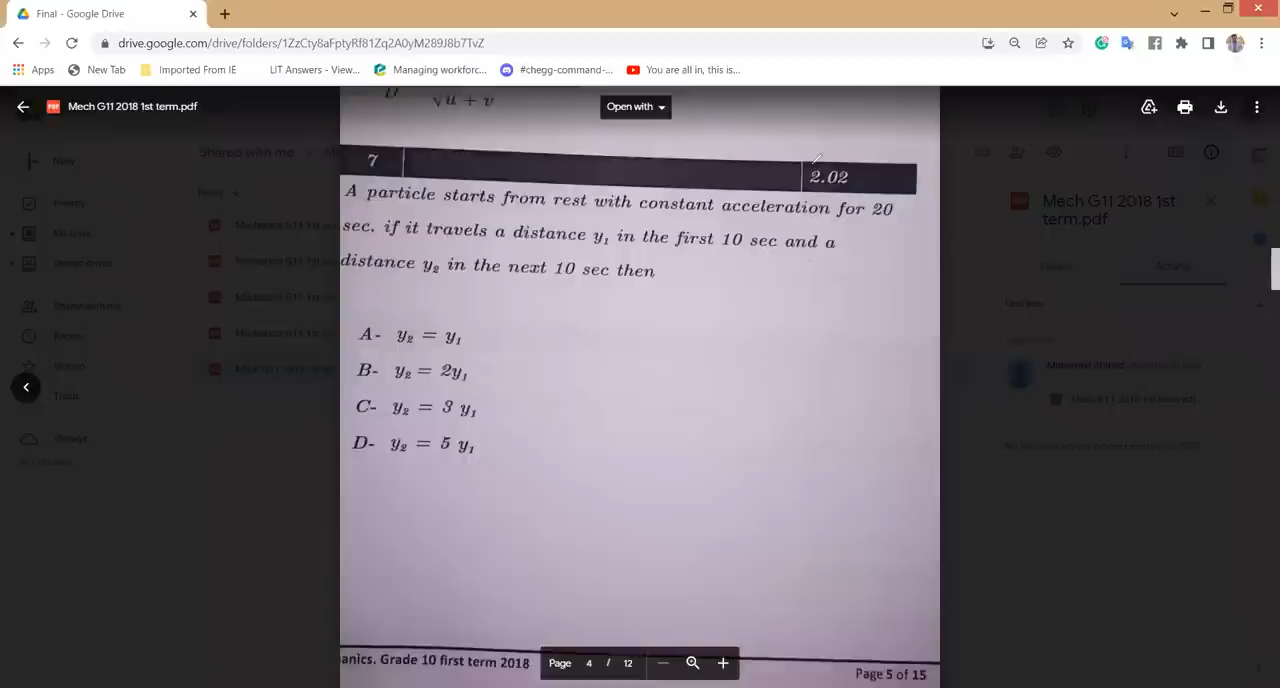 Final - Google Drive
drive.google.com/drive/folders/1ZzCty8aFptyRf81Zq2A0yM289J8b7TvZ
Apps New Tab Imported From IE LIT Answers - View... Managing workforc... #chegg-command-... You are all in, this is...
Mech G11 2018 1st term.pdf
Open with
√u + v
New
Shared with me
7 2.02
A particle starts from rest with constant acceleration for 20
sec. if it travels a distance y₁ in the first 10 sec and a
distance y₂ in the next 10 sec then
A- y₂ = y₁
B- y₂ = 2y₁
C- y₂ = 3 y₁
D- y₂ = 5 y₁
anics. Grade 10 first term 2018
Page 4 / 12
Page 5 of 15
Mech G11 2018 1st
term.pdf
Activity